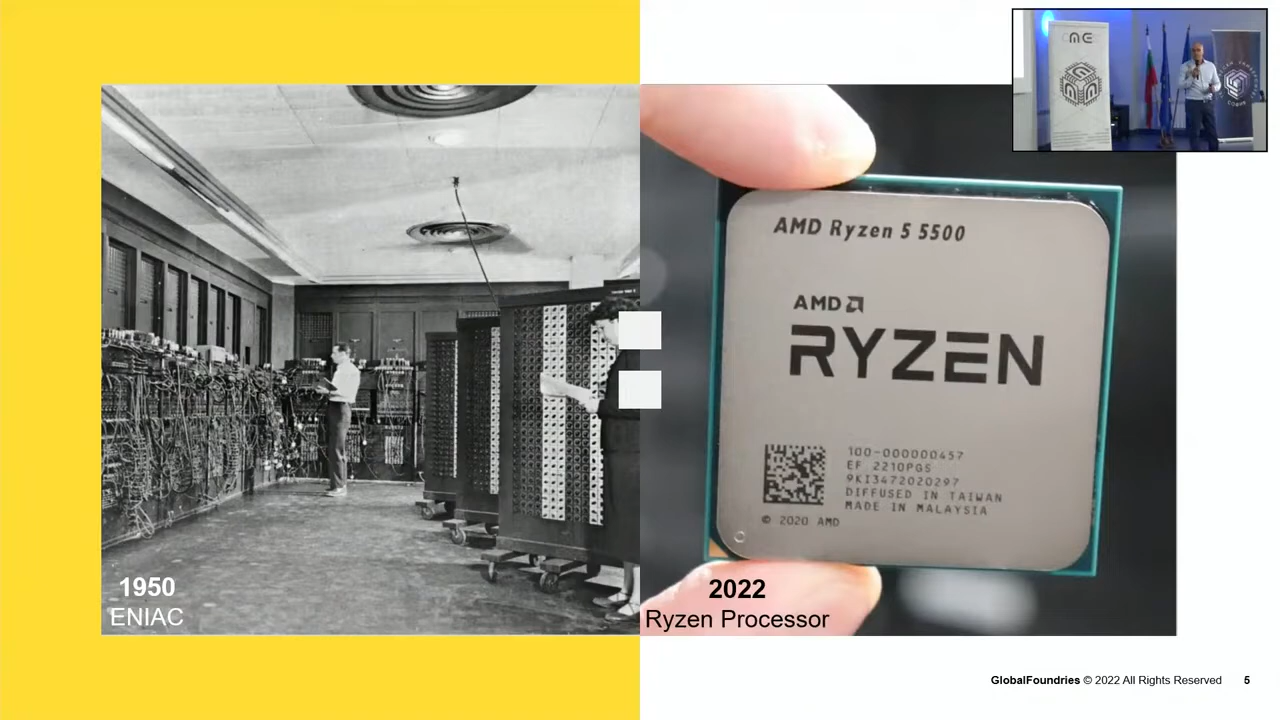 1950
ENIAC
AMD Ryzen 5 5500
AMD
RYZEN
100-000000457
EF 2210PGS
9KI3472020297
DIFFUSED IN TAIWAN
MADE IN MALAYSIA
© 2020 AMD
2022
Ryzen Processor
GlobalFoundries © 2022 All Rights Reserved 5